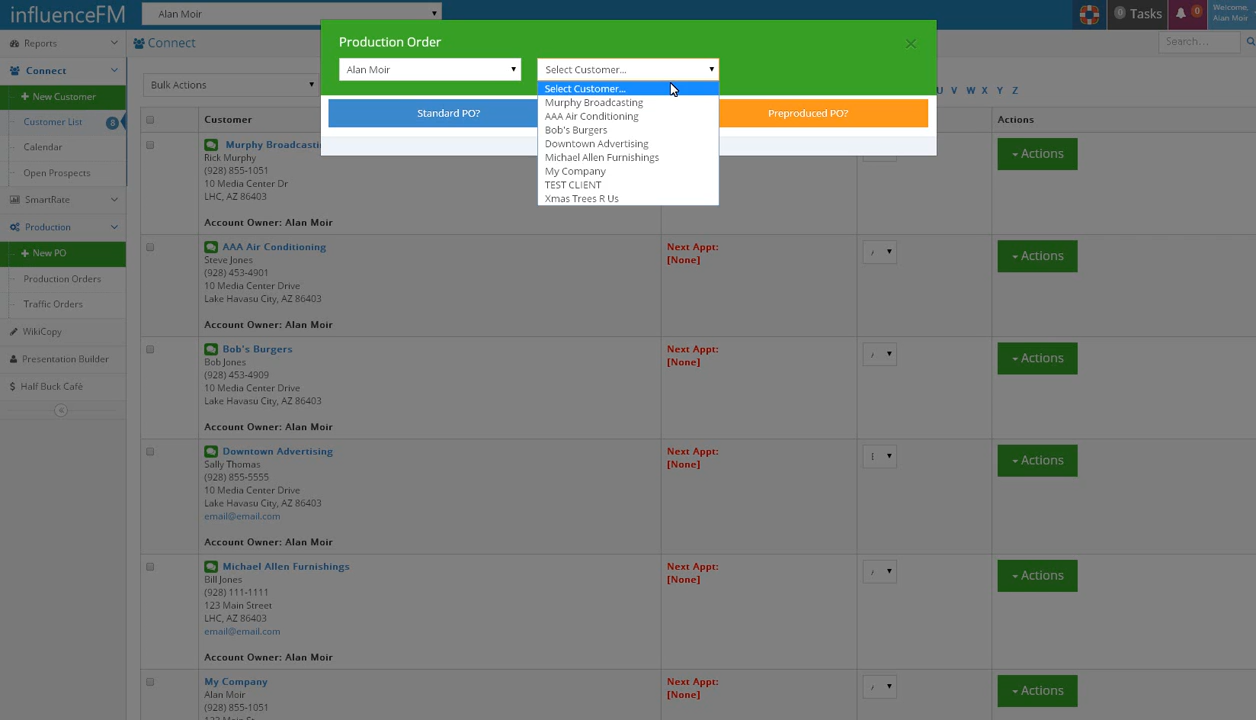 influenceFM
Alan Moir
0 Tasks
0
Welcome,
Alan Moir
Reports
Connect
New Customer
Customer List 8
Calendar
Open Prospects
SmartRate
Production
New PO
Production Orders
Traffic Orders
WikiCopy
Presentation Builder
$ Half Buck Café
Connect
Search...
Bulk Actions
U V W X Y Z
Production Order
Alan Moir
Select Customer...
Select Customer...
Murphy Broadcasting
AAA Air Conditioning
Bob's Burgers
Downtown Advertising
Michael Allen Furnishings
My Company
TEST CLIENT
Xmas Trees R Us
Standard PO?
Preproduced PO?
Customer
Actions
Murphy Broadcasti
Rick Murphy
(928) 855-1051
10 Media Center Dr
LHC, AZ 86403
Account Owner: Alan Moir
Actions
AAA Air Conditioning
Steve Jones
(928) 453-4901
10 Media Center Drive
Lake Havasu City, AZ 86403
Account Owner: Alan Moir
Next Appt:
[None]
Actions
Bob's Burgers
Bob Jones
(928) 453-4909
10 Media Center Drive
Lake Havasu City, AZ 86403
Account Owner: Alan Moir
Next Appt:
[None]
Actions
Downtown Advertising
Sally Thomas
(928) 855-5555
10 Media Center Drive
Lake Havasu City, AZ 86403
email@email.com
Account Owner: Alan Moir
Next Appt:
[None]
Actions
Michael Allen Furnishings
Bill Jones
(928) 111-1111
123 Main Street
LHC, AZ 86403
email@email.com
Account Owner: Alan Moir
Next Appt:
[None]
Actions
My Company
Alan Moir
(928) 855-1051
123 Main St
Next Appt:
[None]
Actions